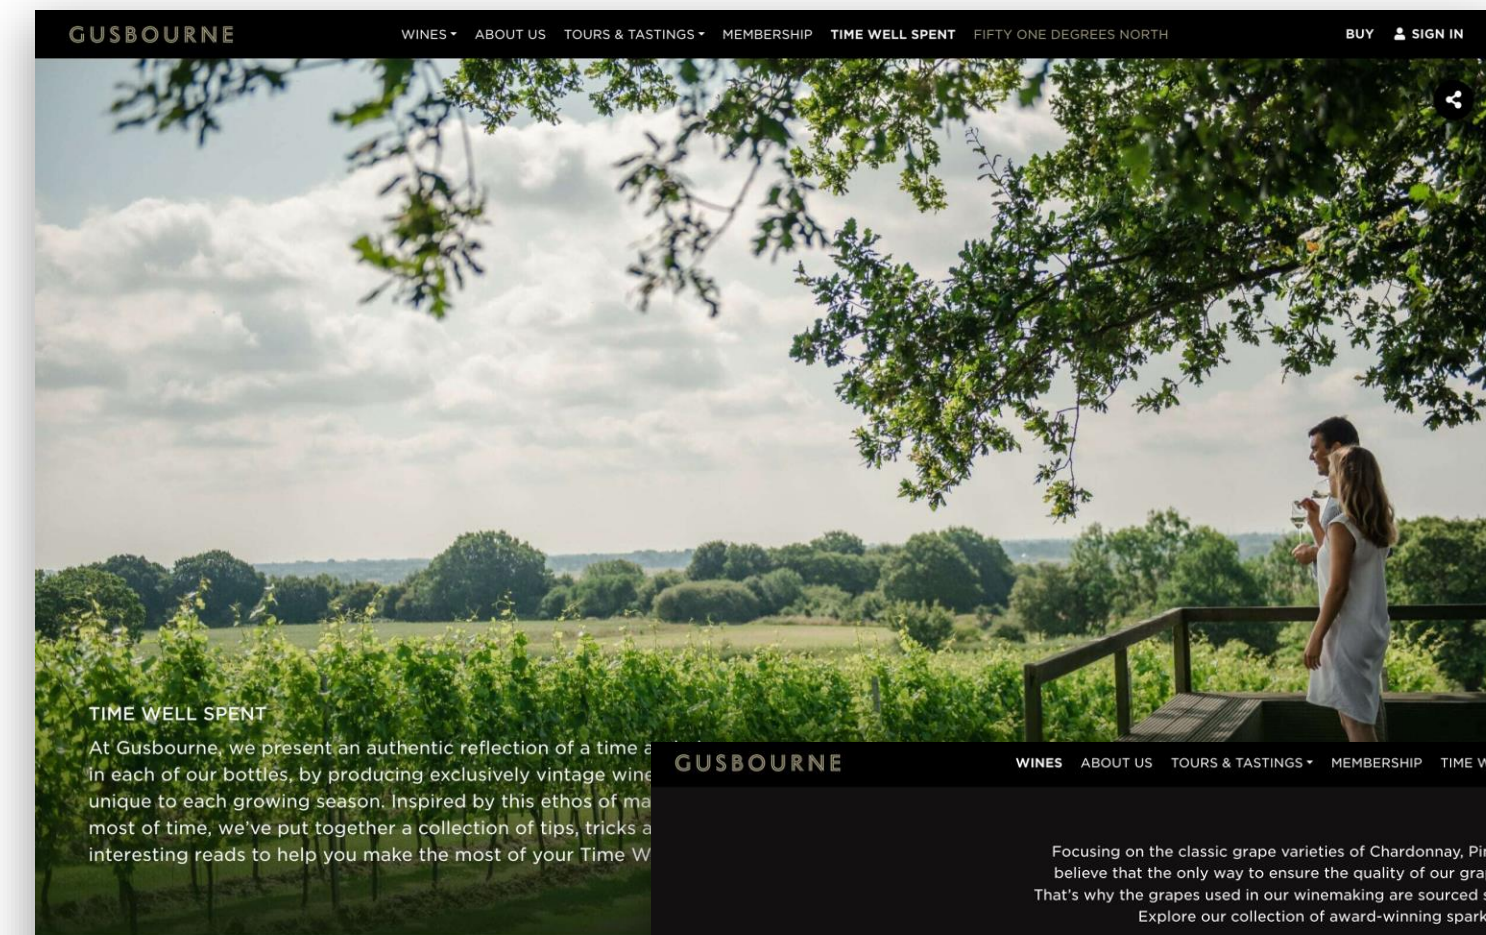 GUSBOURNE
WINES ABOUT US TOURS & TASTINGS MEMBERSHIP TIME WELL SPENT FIFTY ONE DEGREES NORTH
BUY SIGN IN
TIME WELL SPENT
At Gusbourne, we present an authentic reflection of a time
in each of our bottles, by producing exclusively vintage wine
unique to each growing season. Inspired by this ethos of ma
most of time, we've put together a collection of tips, tricks a
interesting reads to help you make the most of your Time W
GUSBOURNE
WINES ABOUT US TOURS & TASTINGS MEMBERSHIP TIME W
Focusing on the classic grape varieties of Chardonnay, Pi
believe that the only way to ensure the quality of our gra
That's why the grapes used in our winemaking are sourced s
Explore our collection of award-winning spark